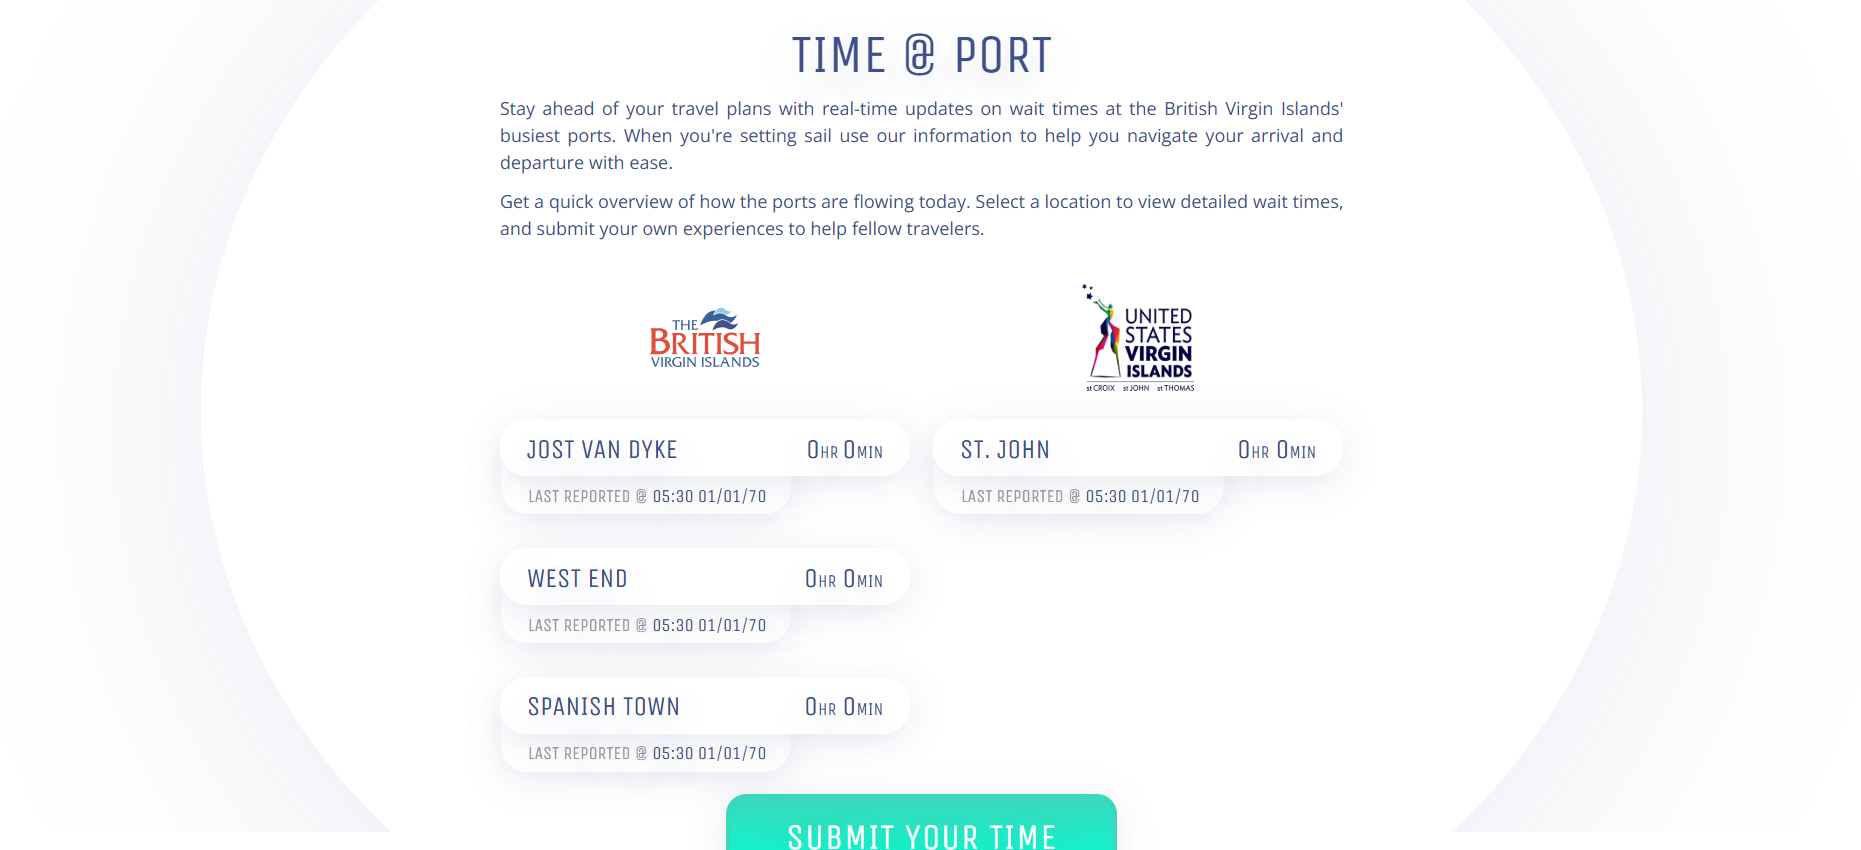 TIME @ PORT
Stay ahead of your travel plans with real-time updates on wait times at the British Virgin Islands'
busiest ports. When you're setting sail use our information to help you navigate your arrival and
departure with ease.
Get a quick overview of how the ports are flowing today. Select a location to view detailed wait times,
and submit your own experiences to help fellow travelers.
THE
BRITISH
VIRGIN ISLANDS
UNITED
STATES
VIRGIN
ISLANDS
st CROIX st JOHN st THOMAS
JOST VAN DYKE 0HR 0MIN
LAST REPORTED @ 05:30 01/01/70
ST. JOHN 0HR 0MIN
LAST REPORTED @ 05:30 01/01/70
WEST END 0HR 0MIN
LAST REPORTED @ 05:30 01/01/70
SPANISH TOWN 0HR 0MIN
LAST REPORTED @ 05:30 01/01/70
SUBMIT YOUR TIME